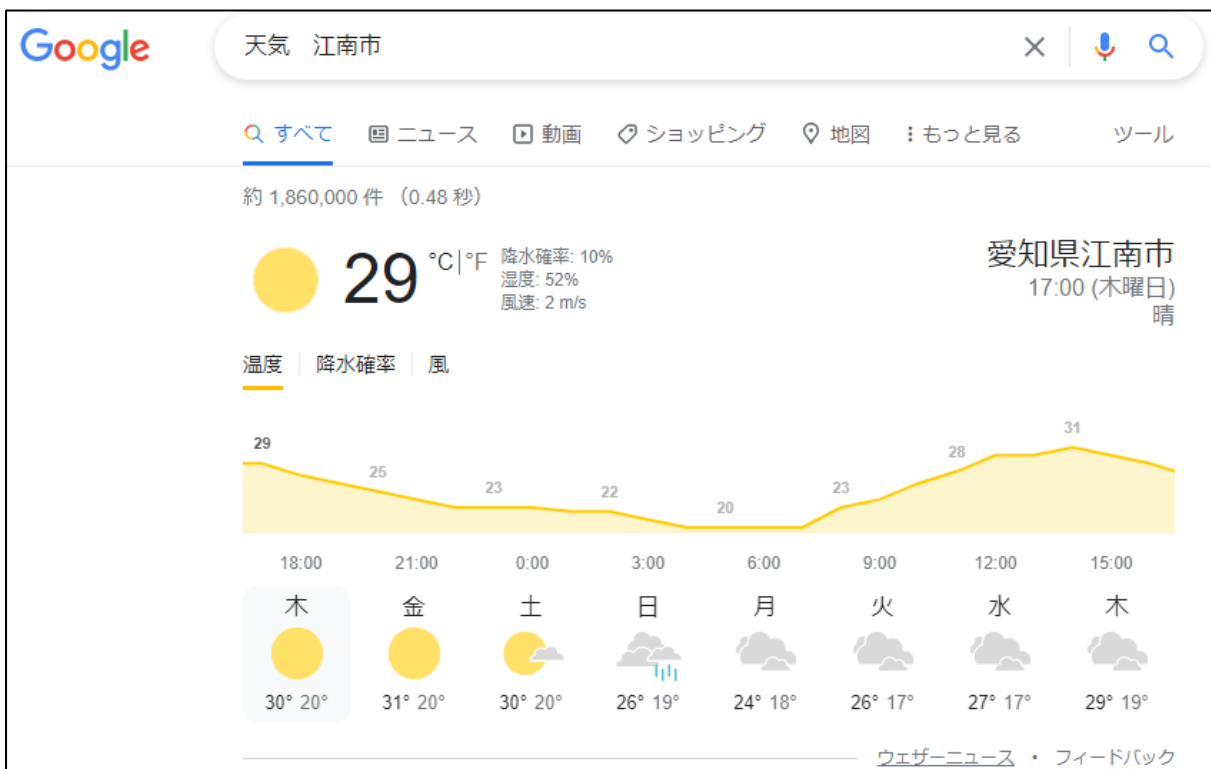 Google
天気　江南市
すべて ニュース 動画 ショッピング 地図 もっと見る ツール
約 1,860,000 件 （0.48 秒）
29 °C|°F
降水確率: 10%
湿度: 52%
風速: 2 m/s
愛知県江南市
17:00 (木曜日)
晴
温度 降水確率 風
29 25 23 22 20 23 28 31
18:00 21:00 0:00 3:00 6:00 9:00 12:00 15:00
木 金 土 日 月 火 水 木
30° 20° 31° 20° 30° 20° 26° 19° 24° 18° 26° 17° 27° 17° 29° 19°
ウェザーニュース • フィードバック